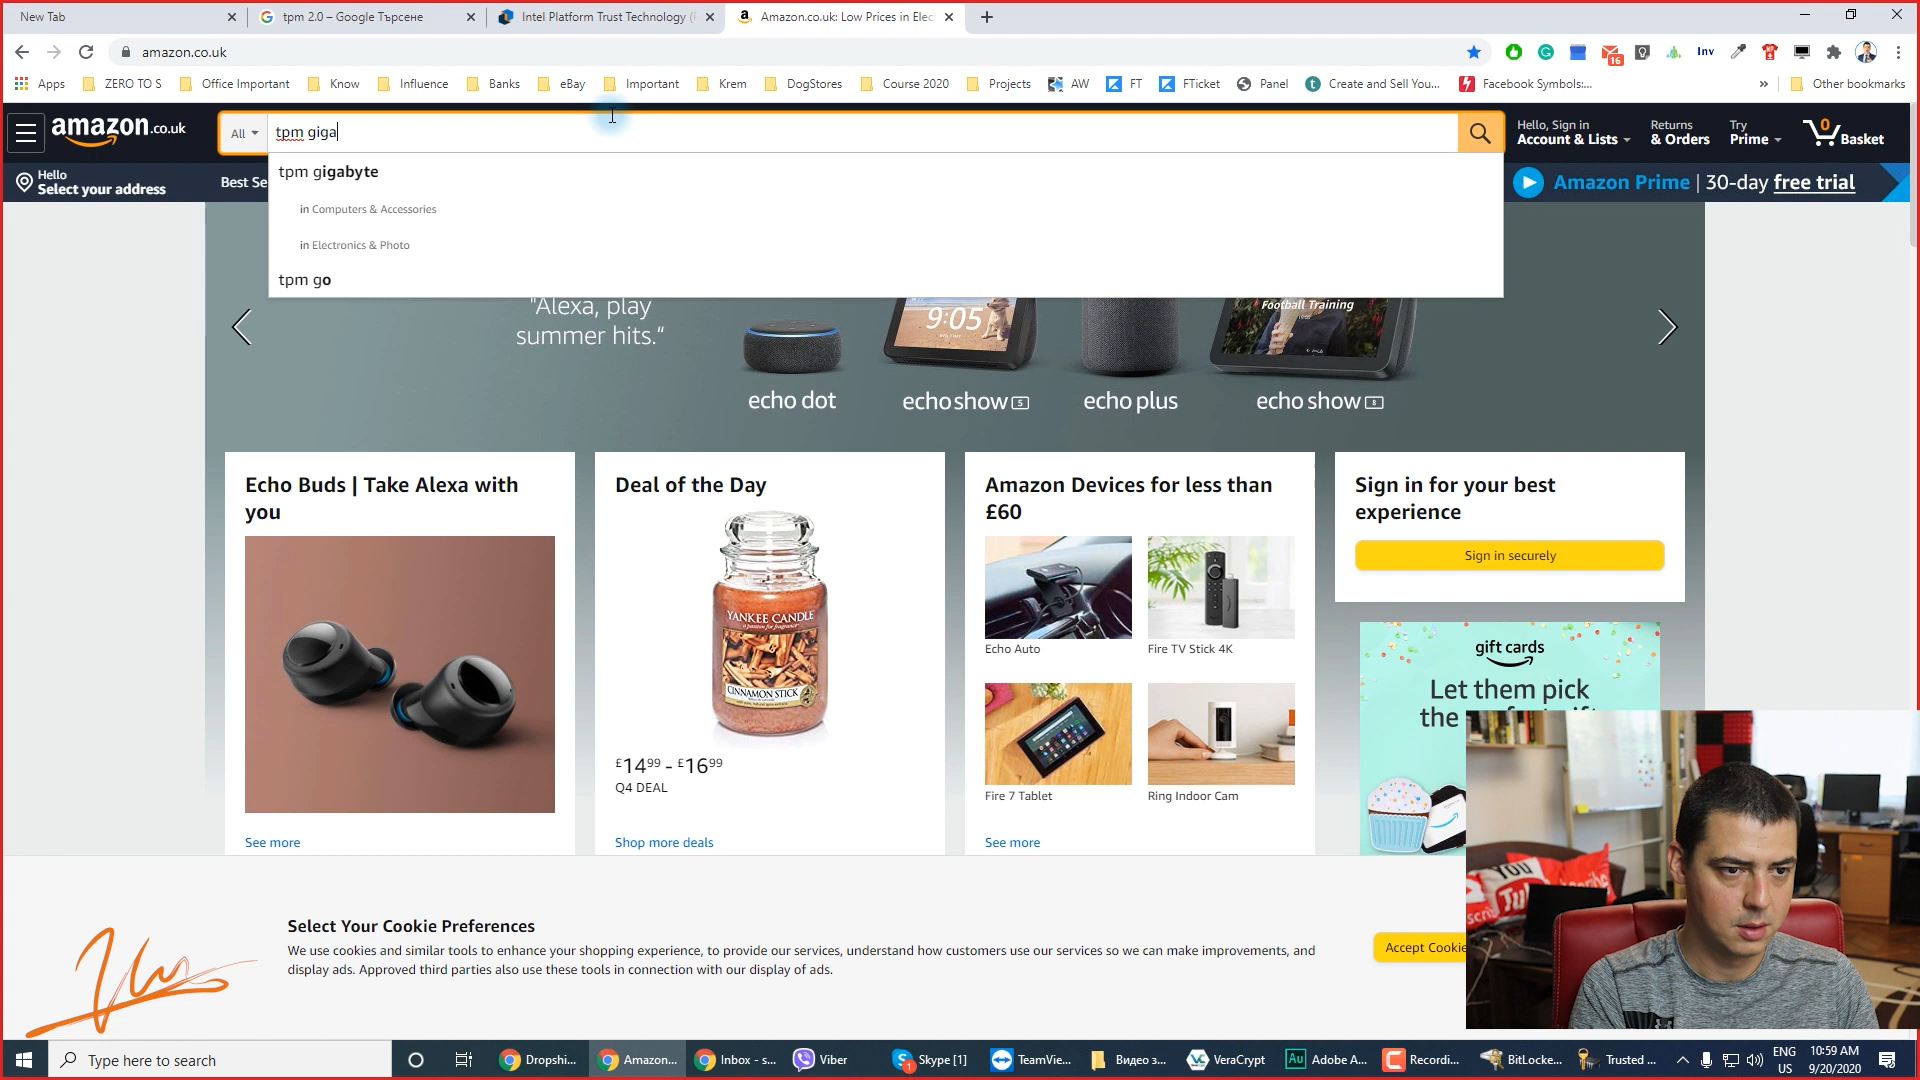 New Tab
tpm 2.0 – Google Търсене
Intel Platform Trust Technology (
Amazon.co.uk: Low Prices in Elec
amazon.co.uk
16
Inv
Apps
ZERO TO S
Office Important
Know
Influence
Banks
eBay
Important
Krem
DogStores
Course 2020
Projects
AW
FT
FTicket
Panel
Create and Sell You...
Facebook Symbols:...
»
Other bookmarks
amazon.co.uk
All
tpm giga
Hello, Sign in
Account & Lists
Returns
& Orders
Try
Prime
0
Basket
Hello
Select your address
Best Se
Amazon Prime | 30-day free trial
tpm gigabyte
in Computers & Accessories
in Electronics & Photo
tpm go
"Alexa, play
summer hits."
9:05
Football Training
echo dot
echo show 5
echo plus
echo show 8
Echo Buds | Take Alexa with
you
See more
Deal of the Day
YANKEE CANDLE
CINNAMON STICK
£14.99 - £16.99
Q4 DEAL
Shop more deals
Amazon Devices for less than
£60
Echo Auto
Fire TV Stick 4K
Fire 7 Tablet
Ring Indoor Cam
See more
Sign in for your best
experience
Sign in securely
gift cards
Let them pick
the
Select Your Cookie Preferences
We use cookies and similar tools to enhance your shopping experience, to provide our services, understand how customers use our services so we can make improvements, and
display ads. Approved third parties also use these tools in connection with our display of ads.
Accept Cookie
You
Type here to search
Dropshi...
Amazon...
Inbox - s...
Viber
Skype [1]
TeamVie...
Видео з...
VeraCrypt
Au
Adobe A...
Recordi...
BitLocke...
Trusted ...
ENG
US
10:59 AM
9/20/2020